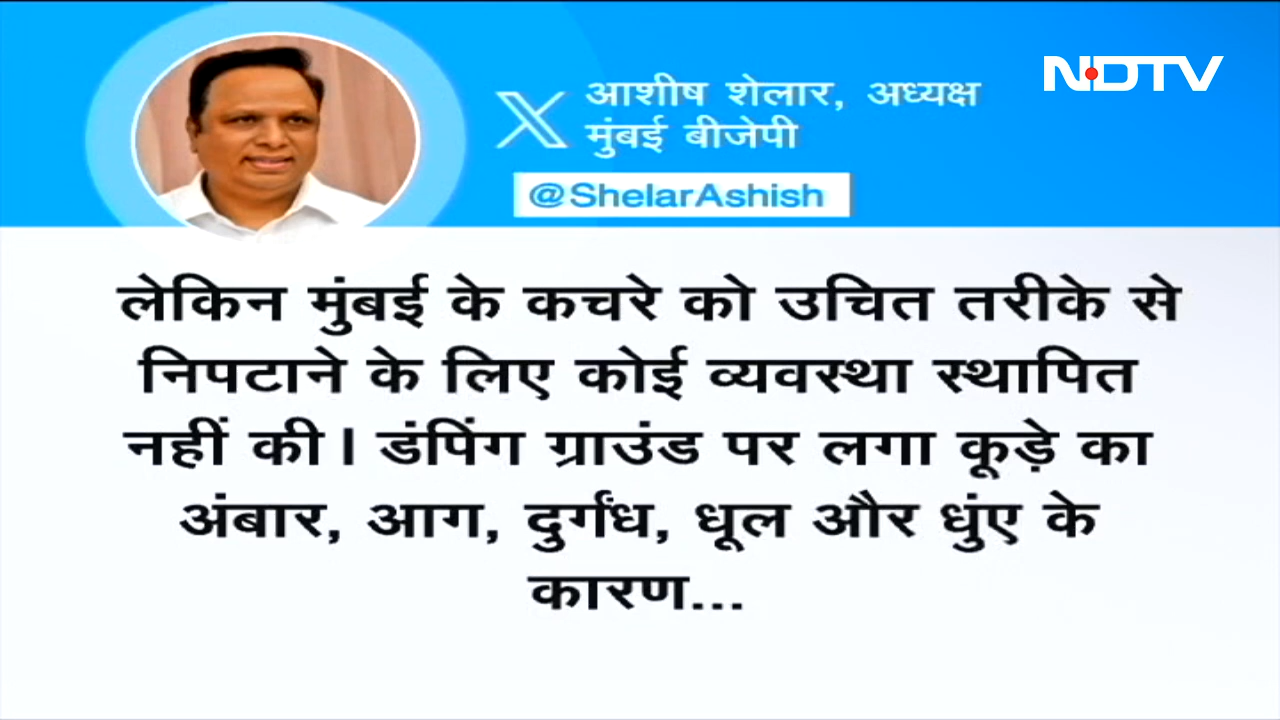 NDTV
आशीष शेलार, अध्यक्ष
मुंबई बीजेपी
@ShelarAshish
लेकिन मुंबई के कचरे को उचित तरीके से
निपटाने के लिए कोई व्यवस्था स्थापित
नहीं की। डंपिंग ग्राउंड पर लगा कूड़े का
अंबार, आग, दुर्गंध, धूल और धुंए के
कारण...